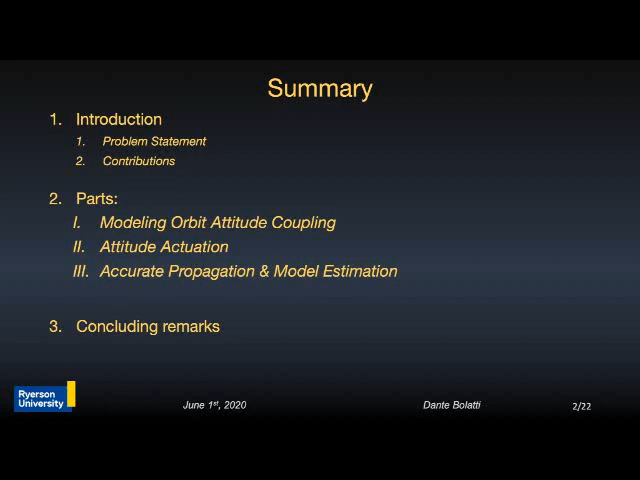 Summary
1. Introduction
1. Problem Statement
2. Contributions
2. Parts:
I. Modeling Orbit Attitude Coupling
II. Attitude Actuation
III. Accurate Propagation & Model Estimation
3. Concluding remarks
Ryerson
University
June 1st, 2020 Dante Bolatti 2/22